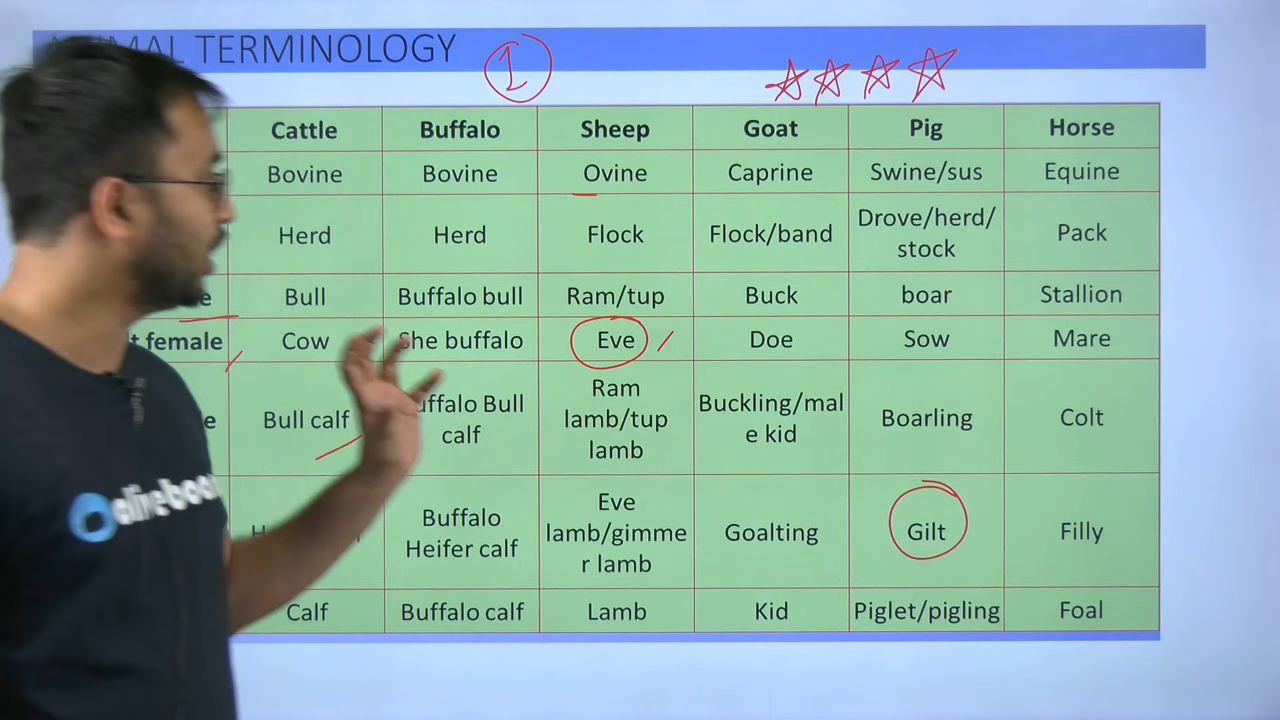 TERMINOLOGY
1
Cattle Buffalo Sheep Goat Pig Horse
Bovine Bovine Ovine Caprine Swine/sus Equine
Herd Herd Flock Flock/band Drove/herd/
stock Pack
Bull Buffalo bull Ram/tup Buck boar Stallion
female Cow She buffalo Eve Doe Sow Mare
Bull calf Buffalo Bull
calf Ram
lamb/tup
lamb Buckling/mal
e kid Boarling Colt
Buffalo
Heifer calf Eve
lamb/gimme
r lamb Goalting Gilt Filly
Calf Buffalo calf Lamb Kid Piglet/pigling Foal